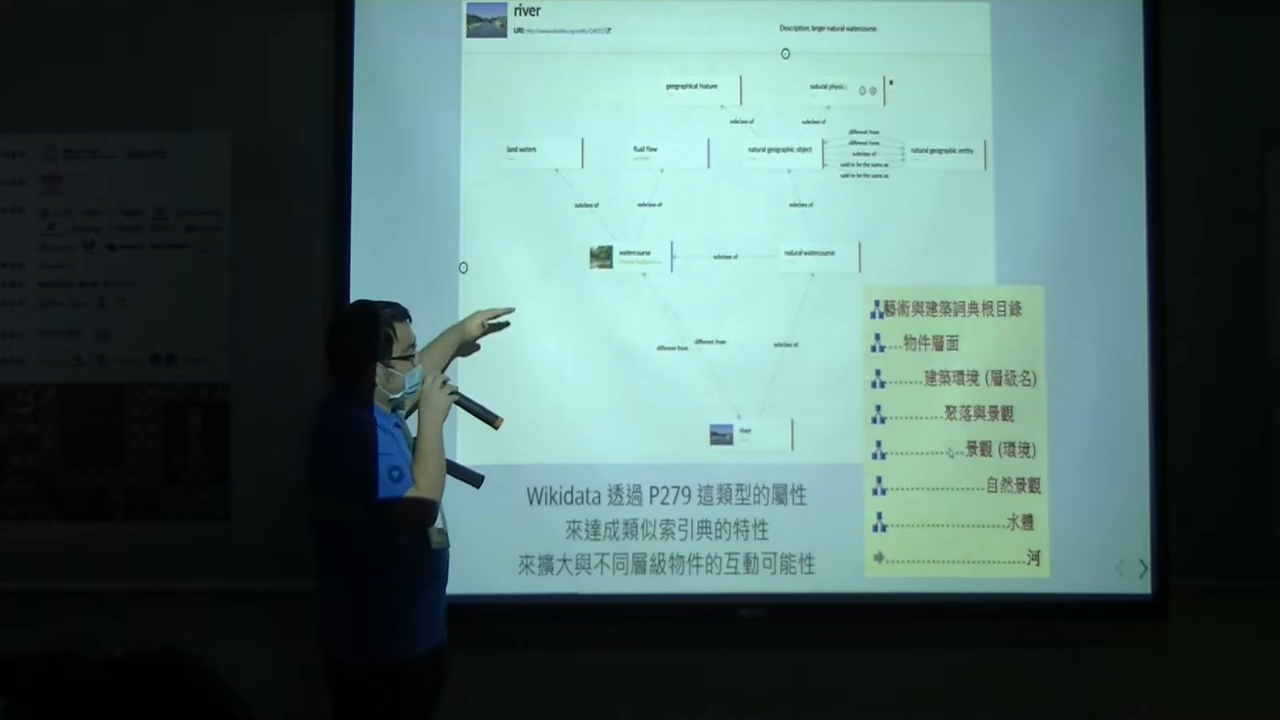 river
URI:
Description: larger natural watercourse
geographical feature
natural physic
subclass of
subclass of
different from
different from
subclass of
said to be the same as
said to be the same as
land waters
fluid flow
natural geographic object
natural geographic entity
subclass of
subclass of
subclass of
watercourse
subclass of
natural watercourse
different from
different from
subclass of
river
Wikidata 透過 P279 這類型的屬性
來達成類似索引典的特性
來擴大與不同層級物件的互動可能性
藝術與建築詞典根目錄
....物件層面
........建築環境 (層級名)
............聚落與景觀
................景觀 (環境)
....................自然景觀
........................水體
............................河